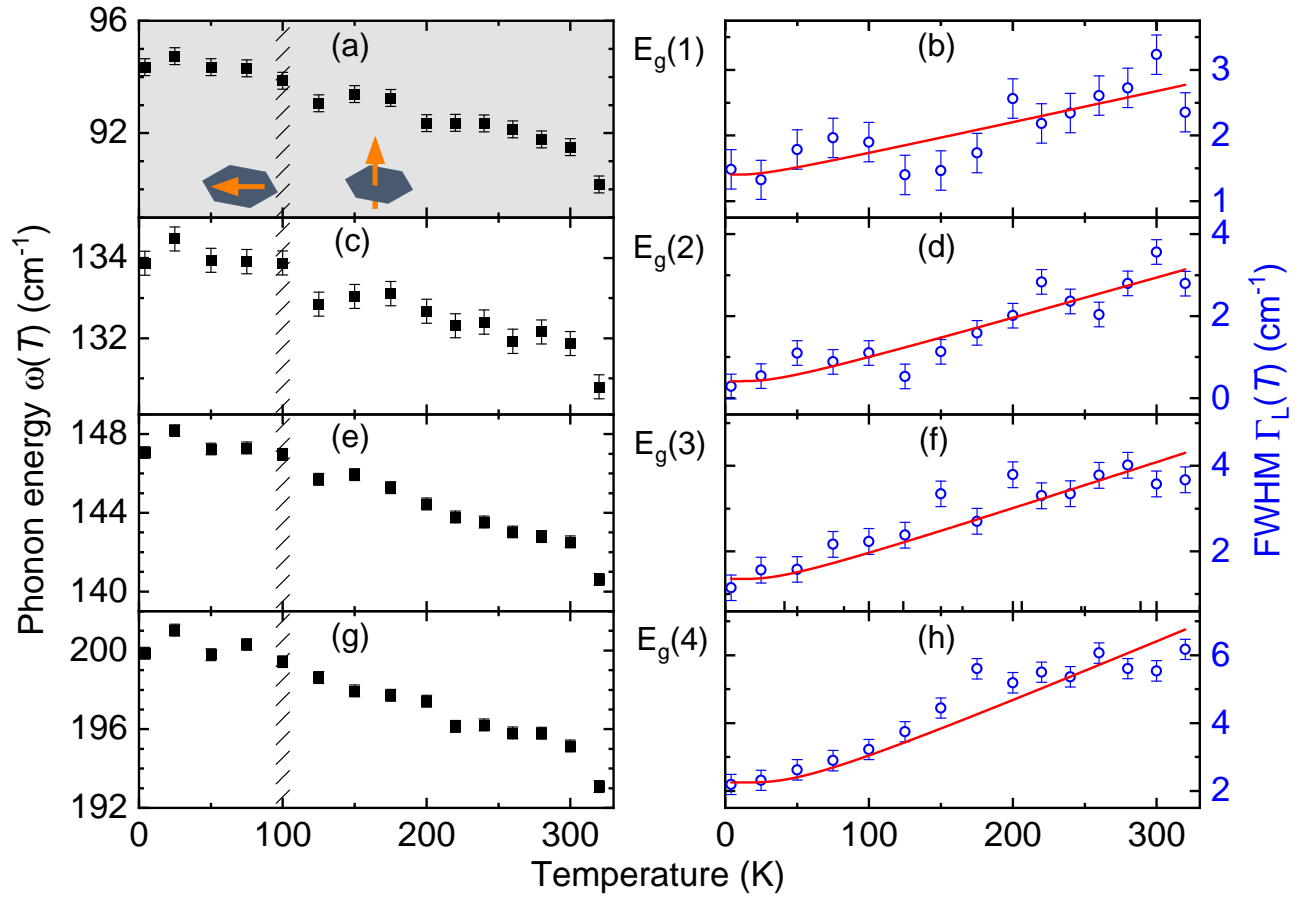 96
92
(a)
E_g(1)
(b)
3
2
1
134
132
(c)
E_g(2)
(d)
4
2
0
148
144
140
(e)
E_g(3)
(f)
4
2
200
196
192
(g)
E_g(4)
(h)
6
4
2
0 100 200 300
0 100 200 300
Temperature (K)
Phonon energy ω(T) (cm⁻¹)
FWHM Γ_L(T) (cm⁻¹)